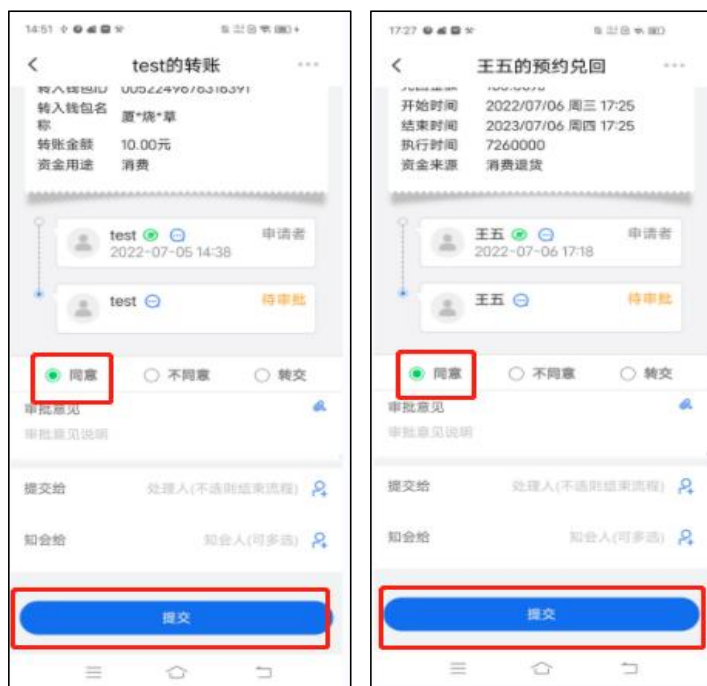 14:51
test的转账
转入钱包ID 0052249676316391
转入钱包名称 厦*烧*草
转账金额 10.00元
资金用途 消费
test 申请者
2022-07-05 14:38
test 待审批
同意 不同意 转交
审批意见
审批意见说明
提交给 处理人(不选则结束流程)
知会给 知会人(可多选)
提交
17:27
王五的预约兑回
开始时间 2022/07/06 周三 17:25
结束时间 2023/07/06 周四 17:25
执行时间 7260000
资金来源 消费退货
王五 申请者
2022-07-06 17:18
王五 待审批
同意 不同意 转交
审批意见
审批意见说明
提交给 处理人(不选则结束流程)
知会给 知会人(可多选)
提交